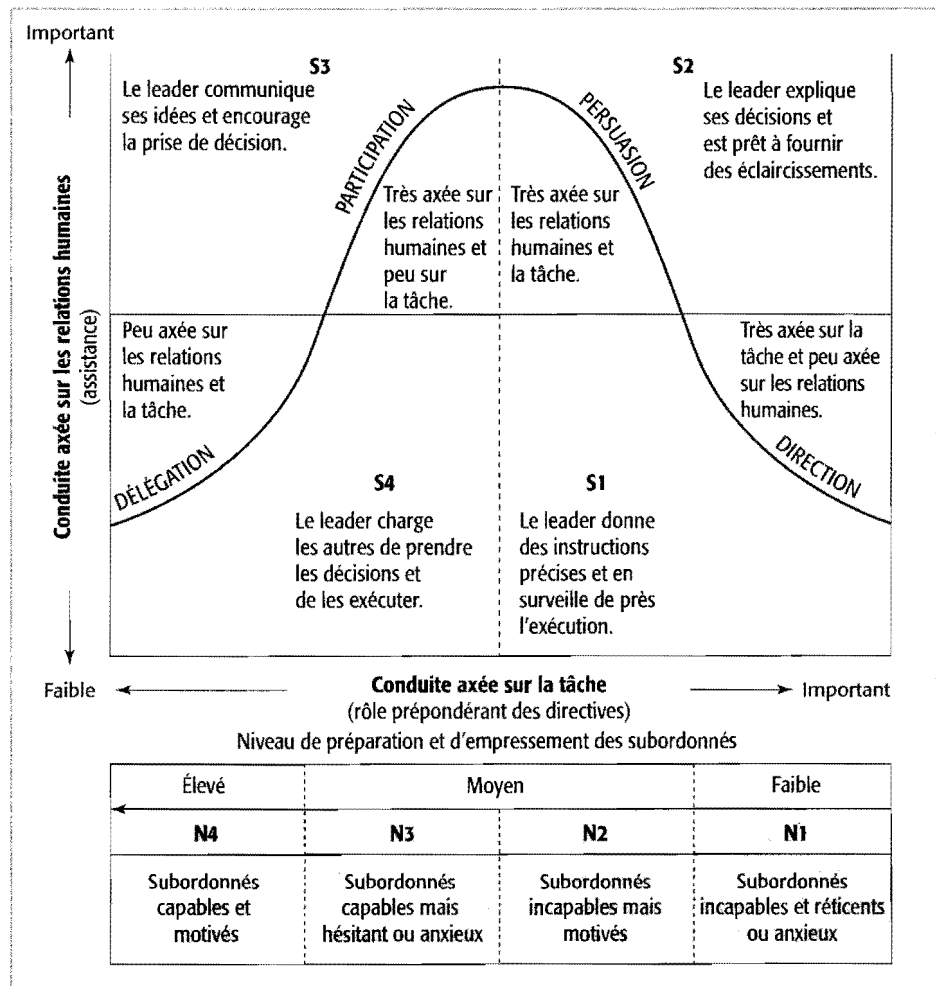 Important
S3
Le leader communique
ses idées et encourage
la prise de décision.
PARTICIPATION
Très axée sur
les relations
humaines et
peu sur
la tâche.
S2
Le leader explique
ses décisions et
est prêt à fournir
des éclaircissements.
PERSUASION
Très axée sur
les relations
humaines et
la tâche.
Conduite axée sur les relations humaines
(assistance)
Peu axée sur
les relations
humaines et
la tâche.
DÉLÉGATION
S4
Le leader charge
les autres de prendre
les décisions et
de les exécuter.
Très axée sur la
tâche et peu axée
sur les relations
humaines.
DIRECTION
S1
Le leader donne
des instructions
précises et en
surveille de près
l'exécution.
Faible
Conduite axée sur la tâche
Important
(rôle prépondérant des directives)
Niveau de préparation et d'empressement des subordonnés
Élevé
Moyen
Faible
N4
N3
N2
N1
Subordonnés
capables et
motivés
Subordonnés
capables mais
hésitant ou anxieux
Subordonnés
incapables mais
motivés
Subordonnés
incapables et réticents
ou anxieux